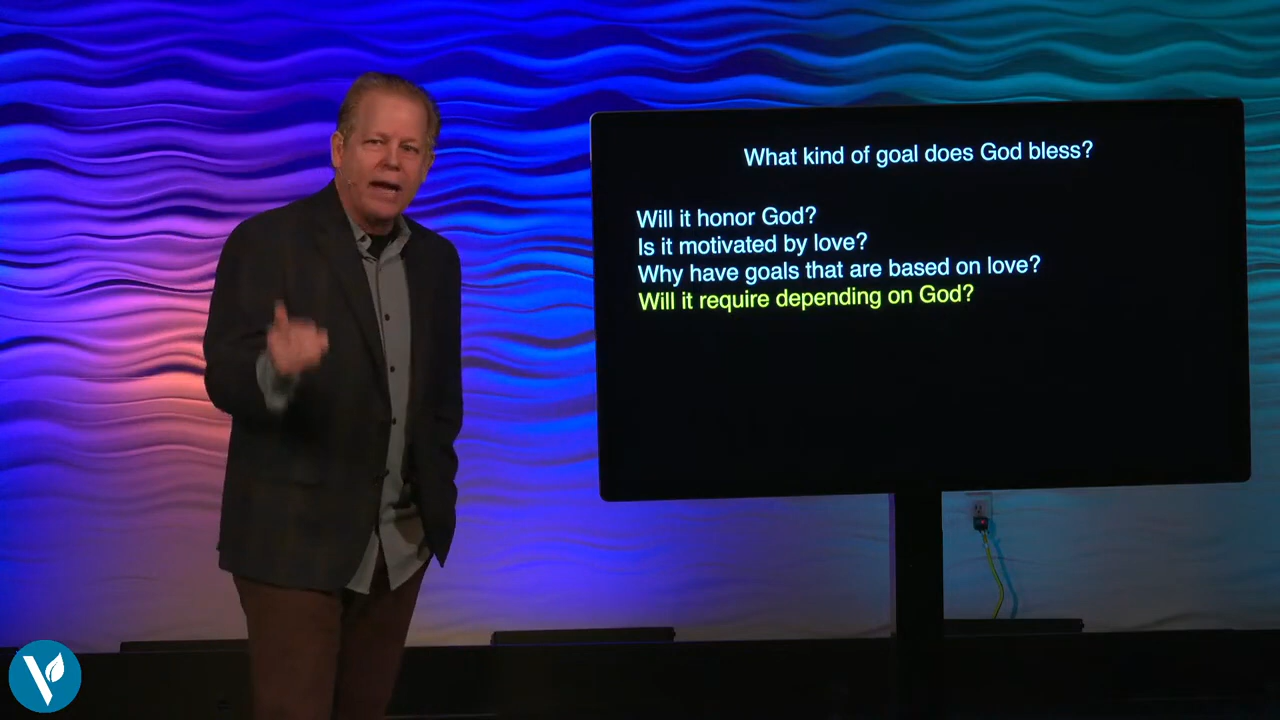 What kind of goal does God bless?
Will it honor God?
Is it motivated by love?
Why have goals that are based on love?
Will it require depending on God?